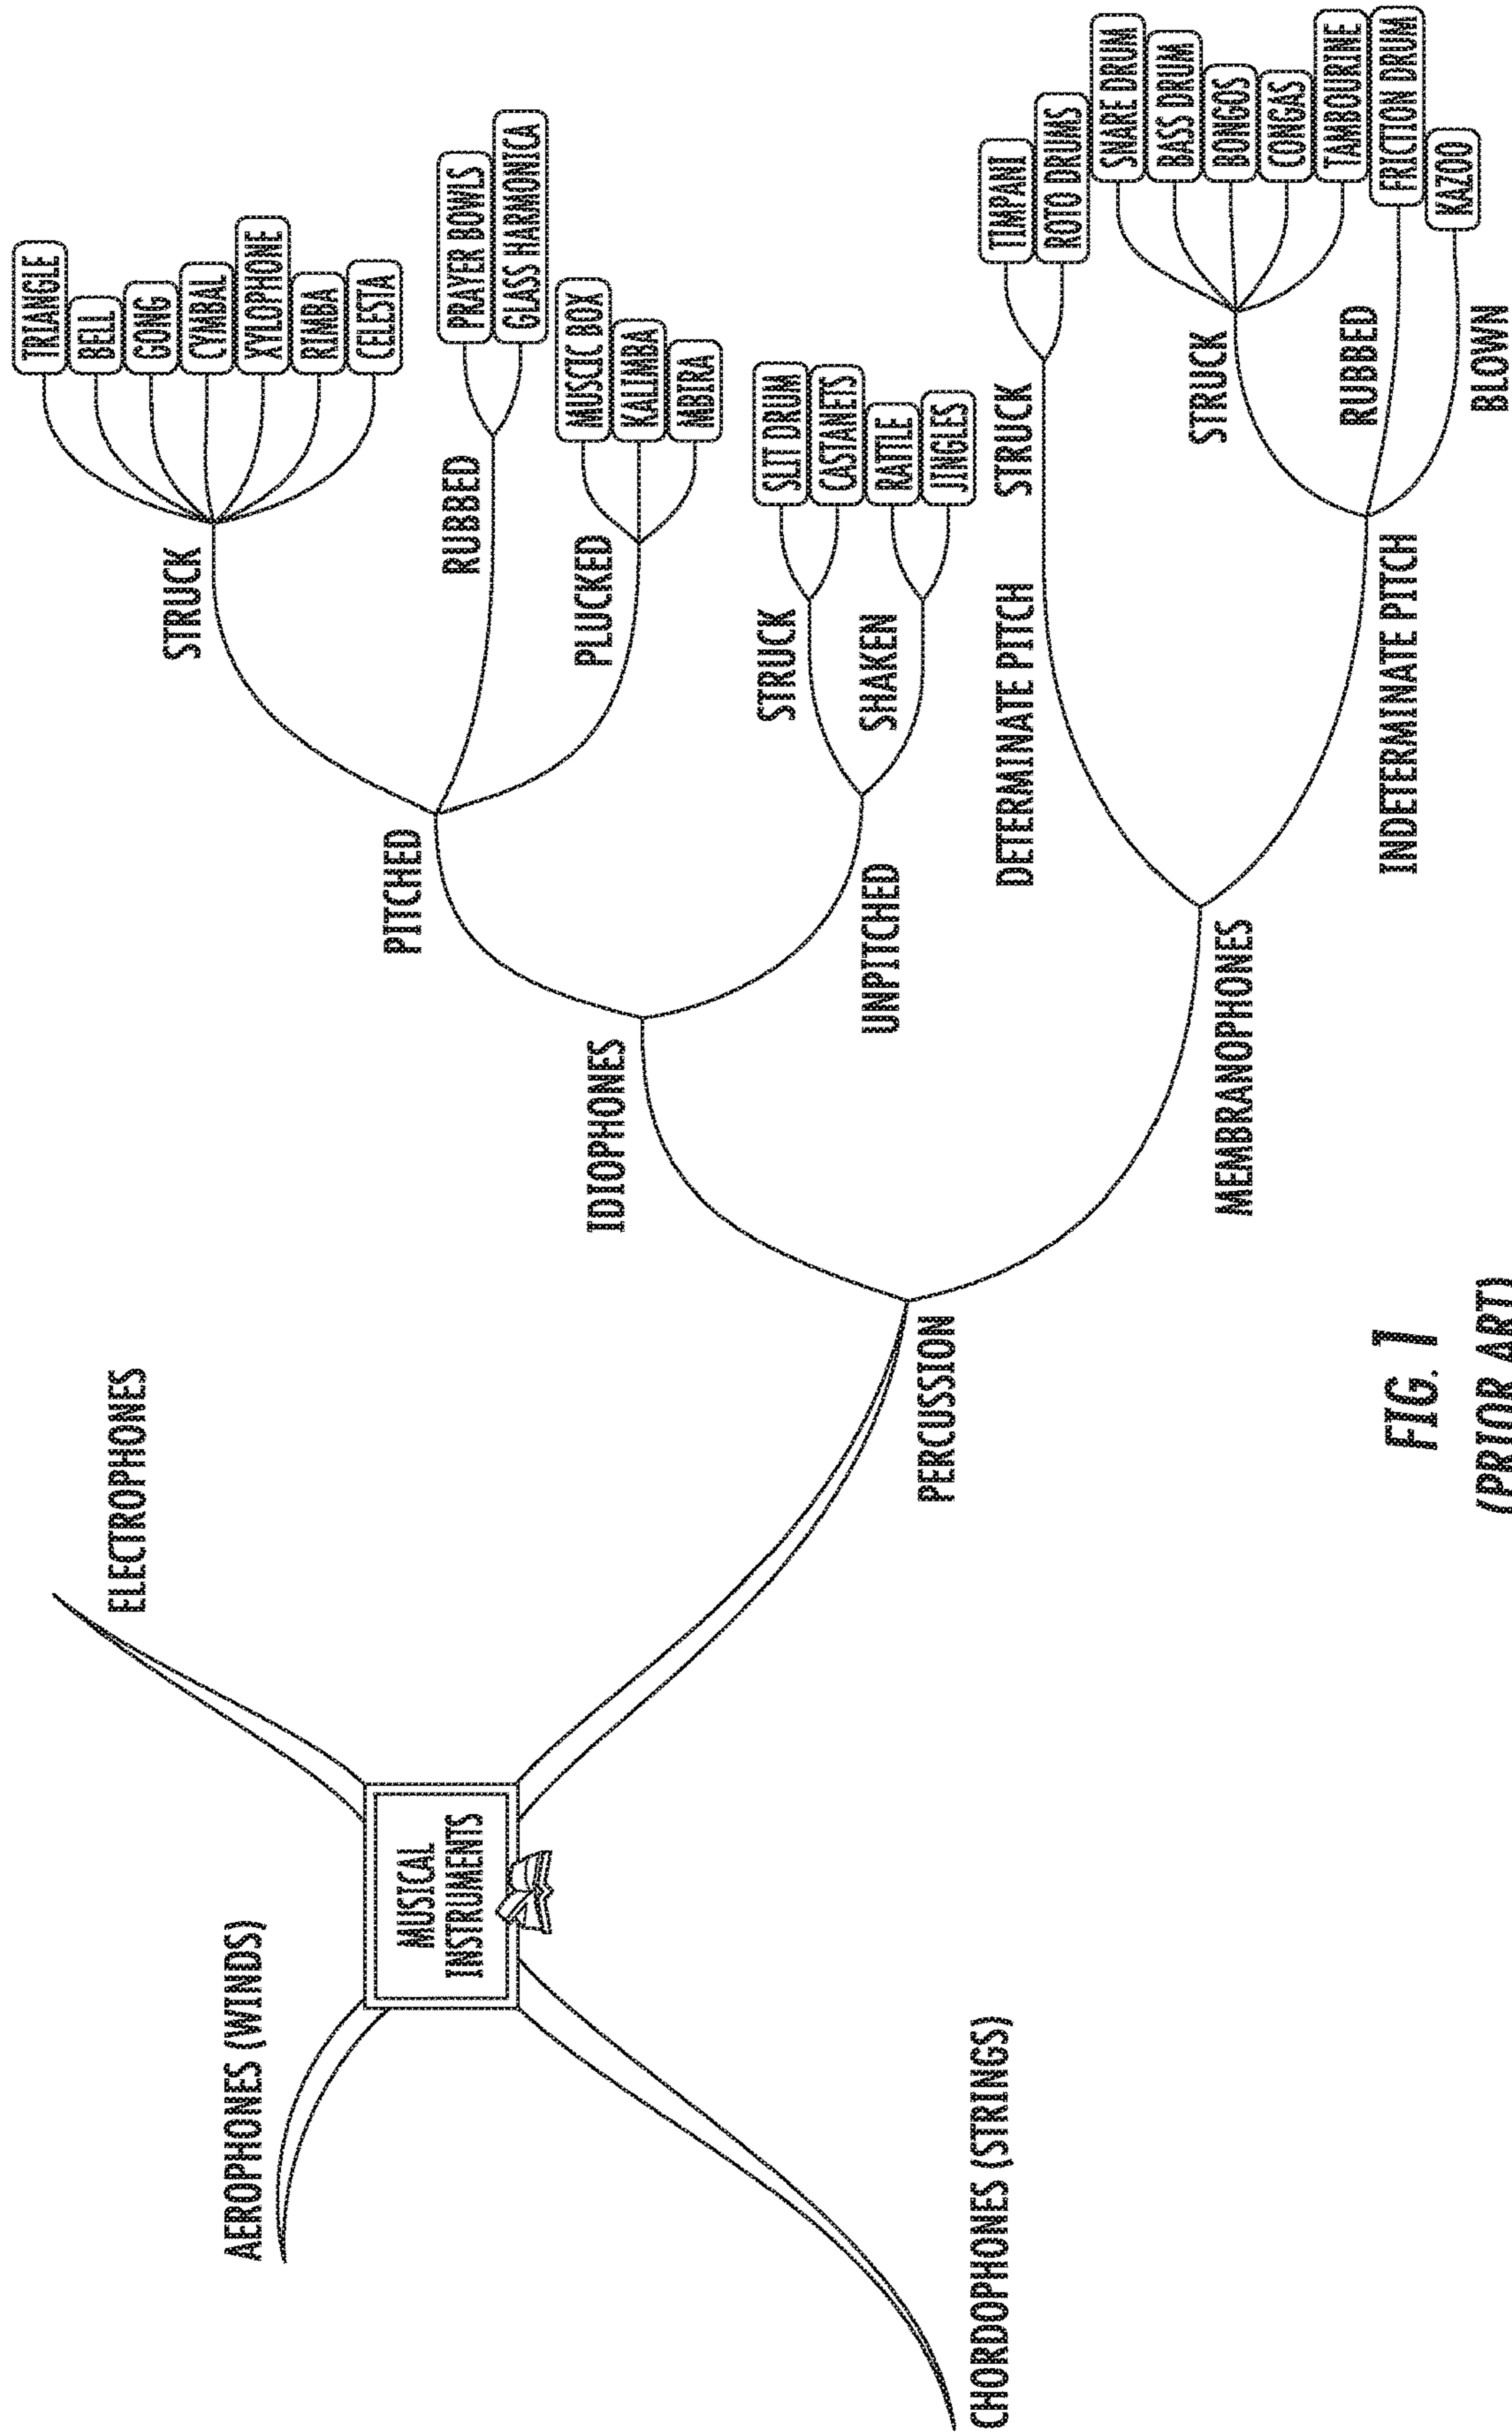 ELECTROPHONES
AEROPHONES (WINDS)
MUSICAL
INSTRUMENTS
CHORDOPHONES (STRINGS)
PERCUSSION
IDIOPHONES
PITCHED
STRUCK
TRIANGLE
BELL
GONG
CYMBAL
XYLOPHONE
RIMBA
CELESTA
RUBBED
PRAYER BOWLS
GLASS HARMONICA
PLUCKED
MUSCIC BOX
KALIMBA
MBIRA
UNPITCHED
STRUCK
SLIT DRUM
CASTANETS
SHAKEN
RATTLE
JINGLES
MEMBRANOPHONES
DETERMINATE PITCH
STRUCK
TIMPANI
ROTO DRUMS
INDETERMINATE PITCH
STRUCK
SNARE DRUM
BASS DRUM
BONGOS
CONGAS
TAMBOURINE
RUBBED
FRICTION DRUM
BLOWN
KAZOO
FIG. 1
(PRIOR ART)